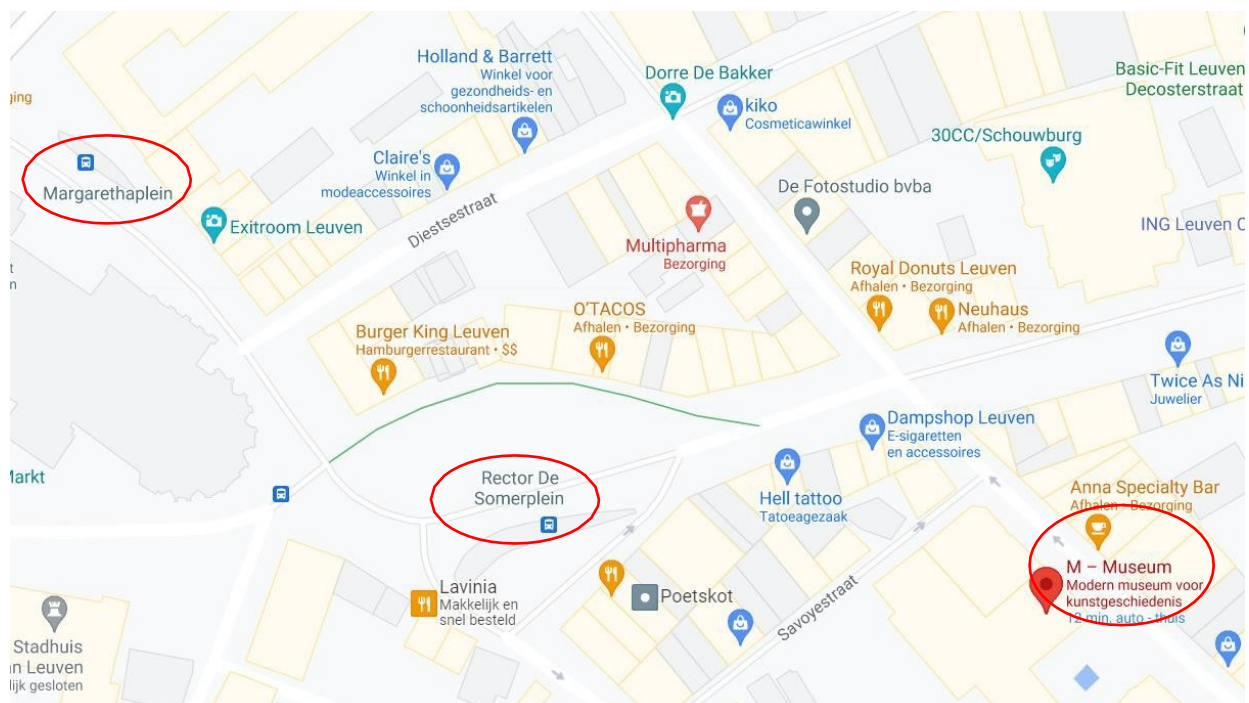 Holland & Barrett
Winkel voor
gezondheids- en
schoonheidsartikelen
Dorre De Bakker
kiko
Cosmeticawinkel
Basic-Fit Leuven
Decosterstraat
ging
30CC/Schouwburg
Claire's
Winkel in
modeaccessoires
Margarethaplein
De Fotostudio bvba
Exitroom Leuven
Diestsestraat
Multipharma
Bezorging
ING Leuven C
t
n
Royal Donuts Leuven
Afhalen • Bezorging
O'TACOS
Afhalen • Bezorging
Neuhaus
Afhalen • Bezorging
Burger King Leuven
Hamburgerrestaurant • $$
Twice As Ni
Juwelier
Dampshop Leuven
E-sigaretten
en accessoires
Markt
Rector De
Somerplein
Hell tattoo
Tatoeagezaak
Anna Specialty Bar
Afhalen • Bezorging
M – Museum
Modern museum voor
kunstgeschiedenis
12 min. auto - thuis
Lavinia
Makkelijk en
snel besteld
Poetskot
Savoyestraat
Stadhuis
an Leuven
lijk gesloten